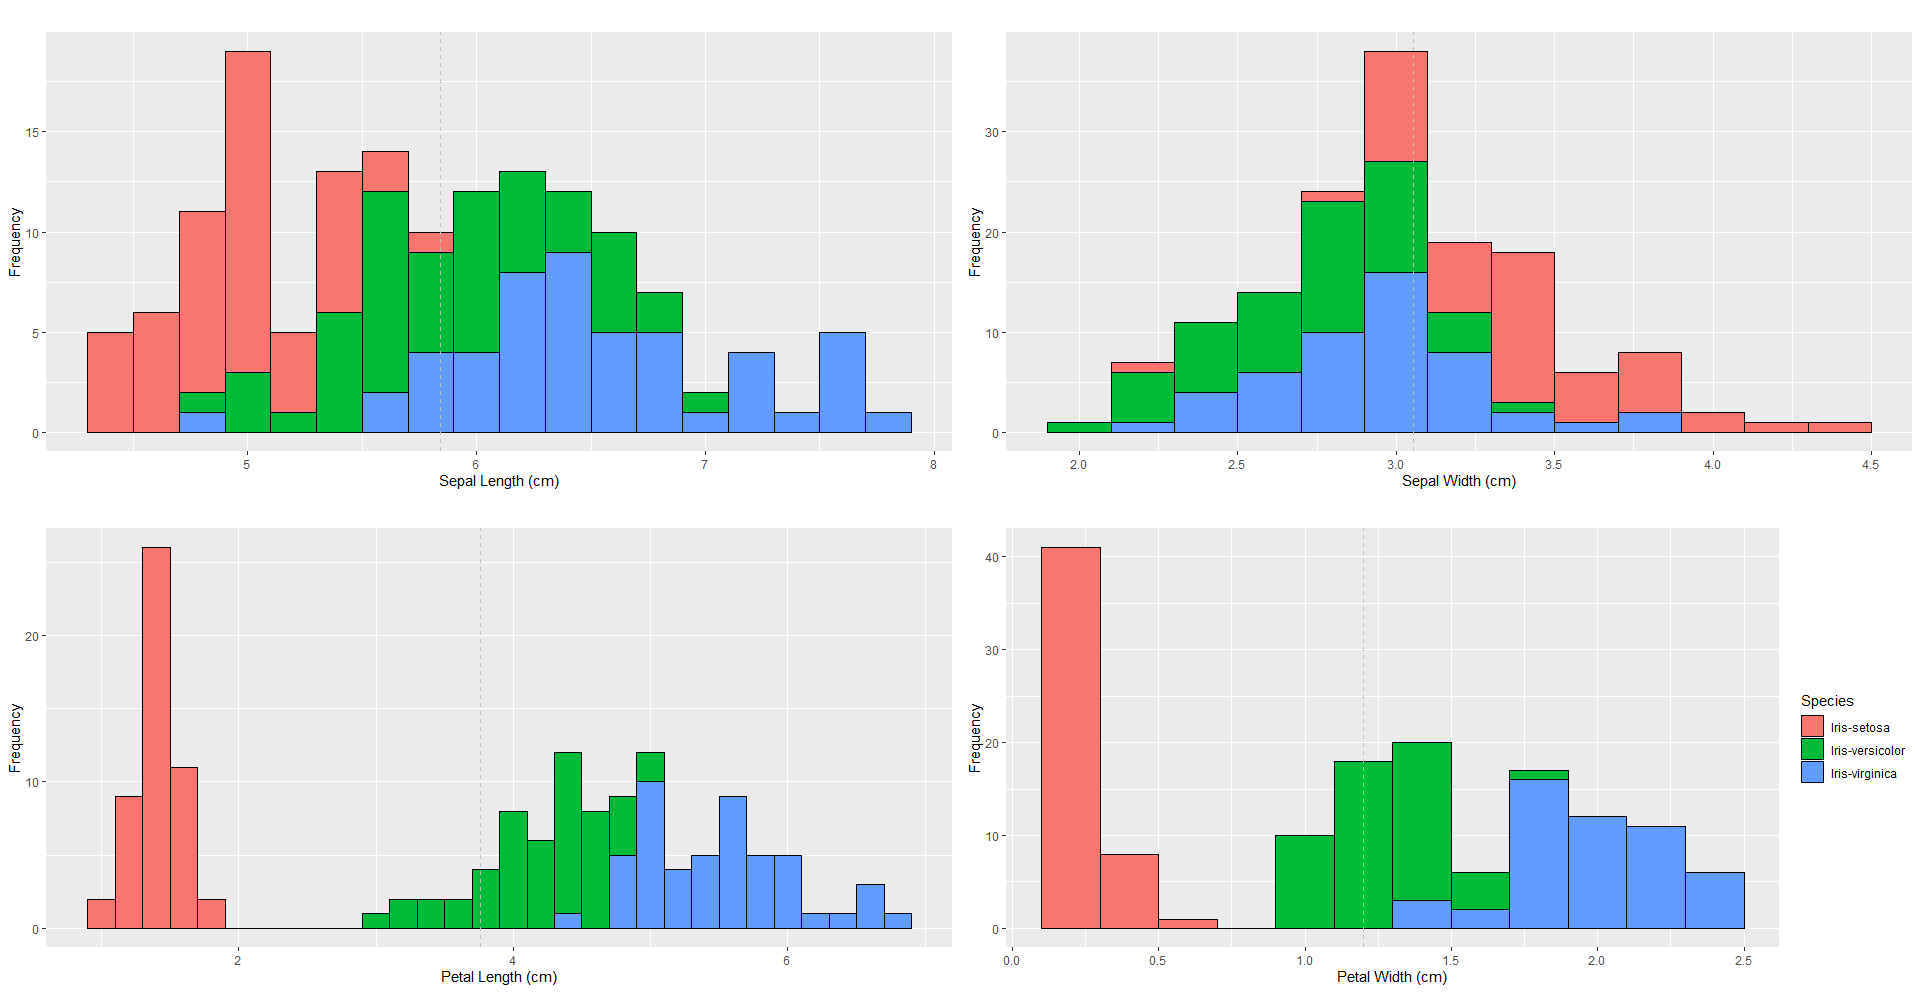 Frequency
15
10
5
0
5
6
7
8
Sepal Length (cm)
Frequency
30
20
10
0
2.0
2.5
3.0
3.5
4.0
4.5
Sepal Width (cm)
Frequency
20
10
0
2
4
6
Petal Length (cm)
Frequency
40
30
20
10
0
0.0
0.5
1.0
1.5
2.0
2.5
Petal Width (cm)
Species
Iris-setosa
Iris-versicolor
Iris-virginica